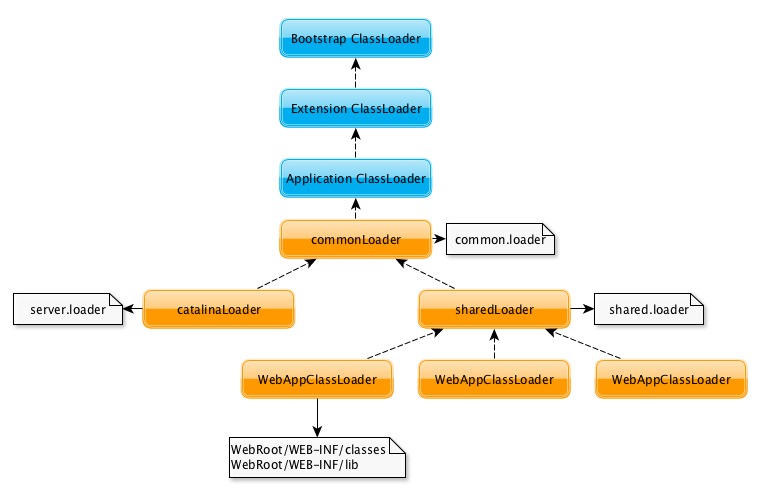 Bootstrap ClassLoader
Extension ClassLoader
Application ClassLoader
commonLoader
common.loader
server.loader
catalinaLoader
sharedLoader
shared.loader
WebAppClassLoader
WebAppClassLoader
WebAppClassLoader
WebRoot/WEB-INF/classes
WebRoot/WEB-INF/lib